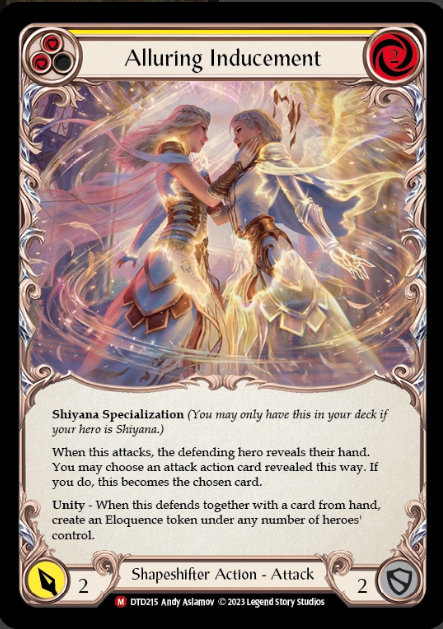 Alluring Inducement
2
Shiyana Specialization (You may only have this in your deck if
your hero is Shiyana.)
When this attacks, the defending hero reveals their hand.
You may choose an attack action card revealed this way. If
you do, this becomes the chosen card.
Unity - When this defends together with a card from hand,
create an Eloquence token under any number of heroes'
control.
2
Shapeshifter Action - Attack
2
M DTD215 Andy Aslamov © 2023 Legend Story Studios